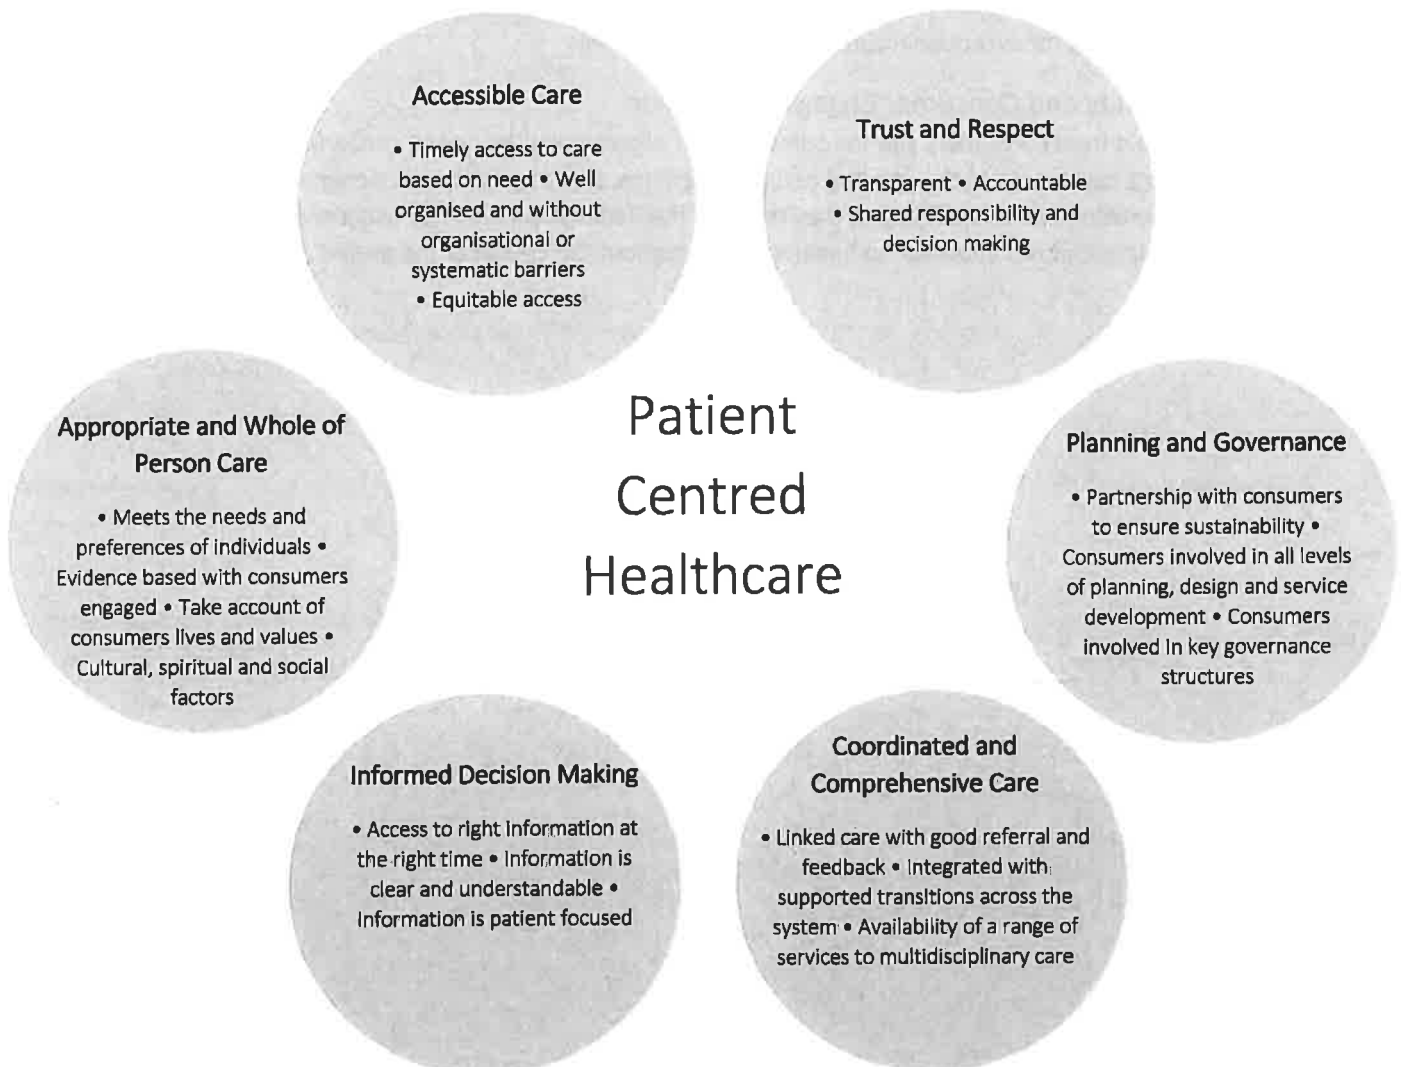 Accessible Care
• Timely access to care
based on need • Well
organised and without
organisational or
systematic barriers
• Equitable access
Trust and Respect
• Transparent • Accountable
• Shared responsibility and
decision making
Patient
Centred
Healthcare
Appropriate and Whole of
Person Care
• Meets the needs and
preferences of individuals •
Evidence based with consumers
engaged • Take account of
consumers lives and values •
Cultural, spiritual and social
factors
Planning and Governance
• Partnership with consumers
to ensure sustainability •
Consumers involved in all levels
of planning, design and service
development • Consumers
involved in key governance
structures
Informed Decision Making
• Access to right information at
the right time • Information is
clear and understandable •
Information is patient focused
Coordinated and
Comprehensive Care
• Linked care with good referral and
feedback • Integrated with
supported transitions across the
system • Availability of a range of
services to multidisciplinary care